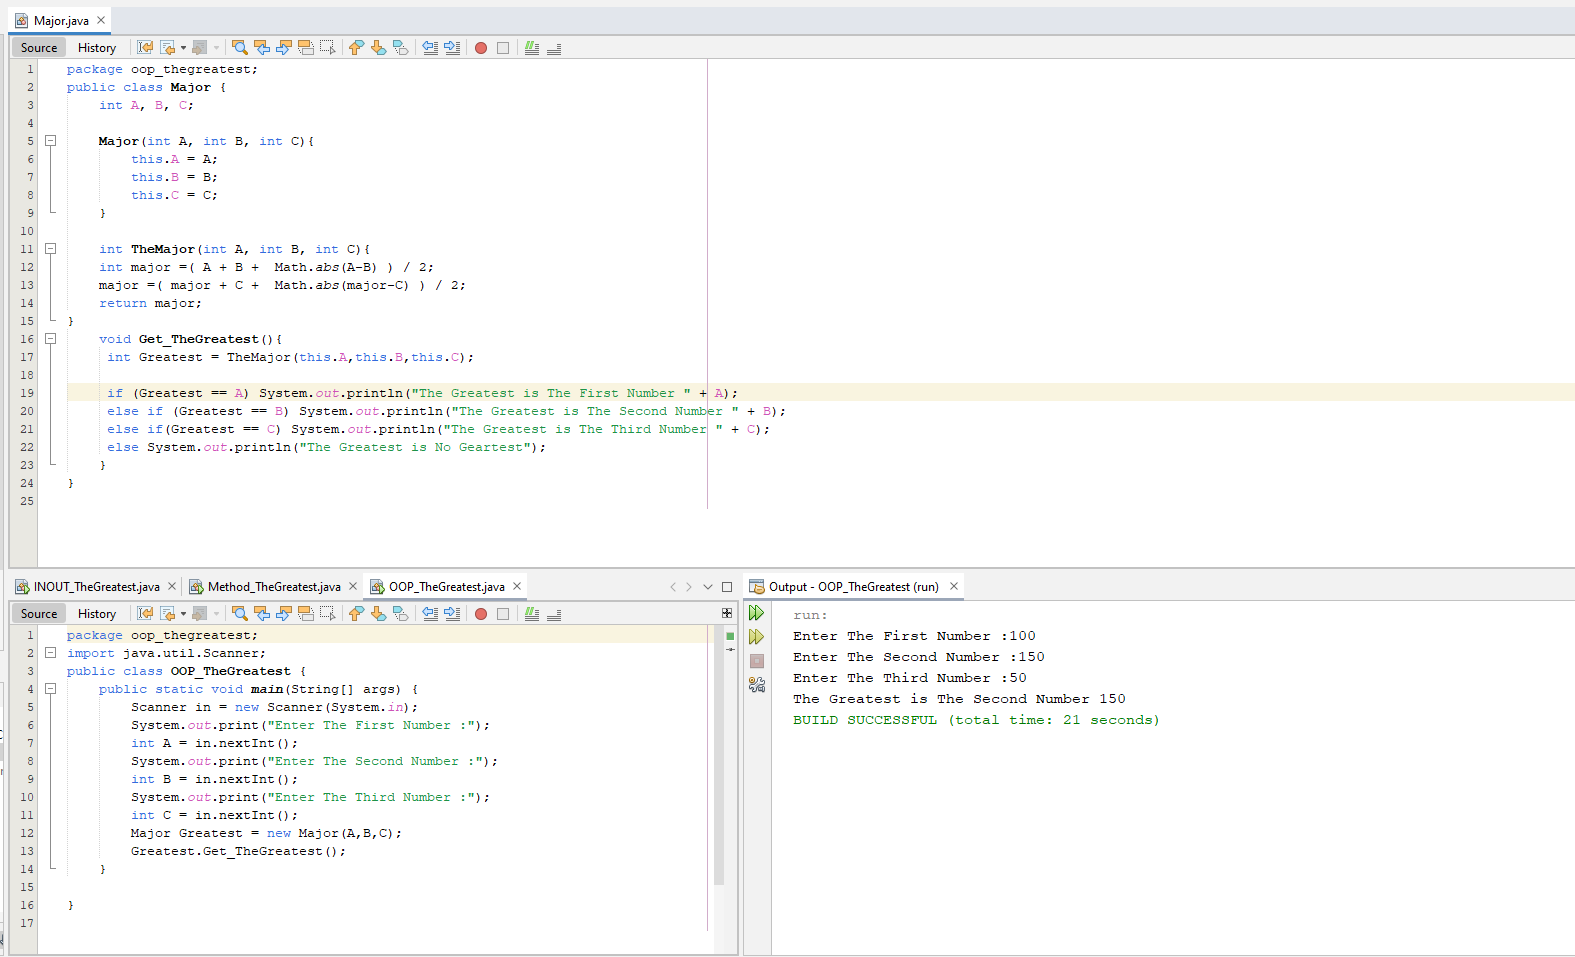 Major.java
Source History
1 package oop_thegreatest;
2 public class Major {
3 int A, B, C;
4
5 Major(int A, int B, int C){
6 this.A = A;
7 this.B = B;
8 this.C = C;
9 }
10
11 int TheMajor(int A, int B, int C){
12 int major =( A + B +  Math.abs(A-B) ) / 2;
13 major =( major + C +  Math.abs(major-C) ) / 2;
14 return major;
15 }
16 void Get_TheGreatest(){
17 int Greatest = TheMajor(this.A,this.B,this.C);
18
19 if (Greatest == A) System.out.println("The Greatest is The First Number " + A);
20 else if (Greatest == B) System.out.println("The Greatest is The Second Number " + B);
21 else if(Greatest == C) System.out.println("The Greatest is The Third Number " + C);
22 else System.out.println("The Greatest is No Geartest");
23 }
24 }
25
INOUT_TheGreatest.java Method_TheGreatest.java OOP_TheGreatest.java
Source History
1 package oop_thegreatest;
2 import java.util.Scanner;
3 public class OOP_TheGreatest {
4 public static void main(String[] args) {
5 Scanner in = new Scanner(System.in);
6 System.out.print("Enter The First Number :");
7 int A = in.nextInt();
8 System.out.print("Enter The Second Number :");
9 int B = in.nextInt();
10 System.out.print("Enter The Third Number :");
11 int C = in.nextInt();
12 Major Greatest = new Major(A,B,C);
13 Greatest.Get_TheGreatest();
14 }
15
16 }
17
Output - OOP_TheGreatest (run)
run:
Enter The First Number :100
Enter The Second Number :150
Enter The Third Number :50
The Greatest is The Second Number 150
BUILD SUCCESSFUL (total time: 21 seconds)